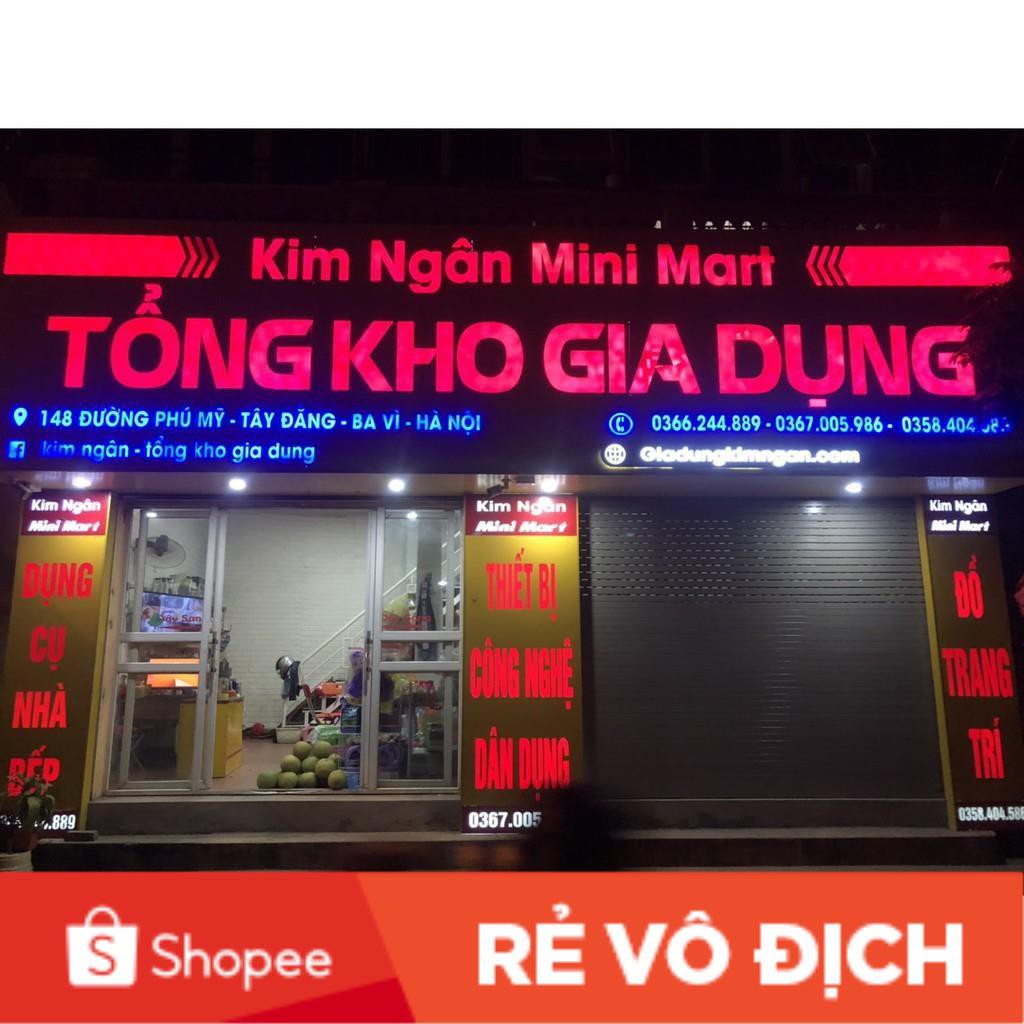 Kim Ngân Mini Mart
TỔNG KHO GIA DỤNG
148 ĐƯỜNG PHÚ MỸ - TÂY ĐĂNG - BA VÌ - HÀ NỘI
0366.244.889 - 0367.005.986 - 0358.404.
kim ngân - tổng kho gia dung
Giadungkimngan.com
Kim Ngân
Mini Mart
DỤNG
CỤ
NHÀ
BẾP
.889
Kim Ngân
Mini Mart
THIẾT BỊ
CÔNG NGHỆ
DÂN DỤNG
0367.005
Kim Ngân
Mini Mart
ĐỒ
TRANG
TRÍ
0358.404.586
Shopee
RẺ VÔ ĐỊCH